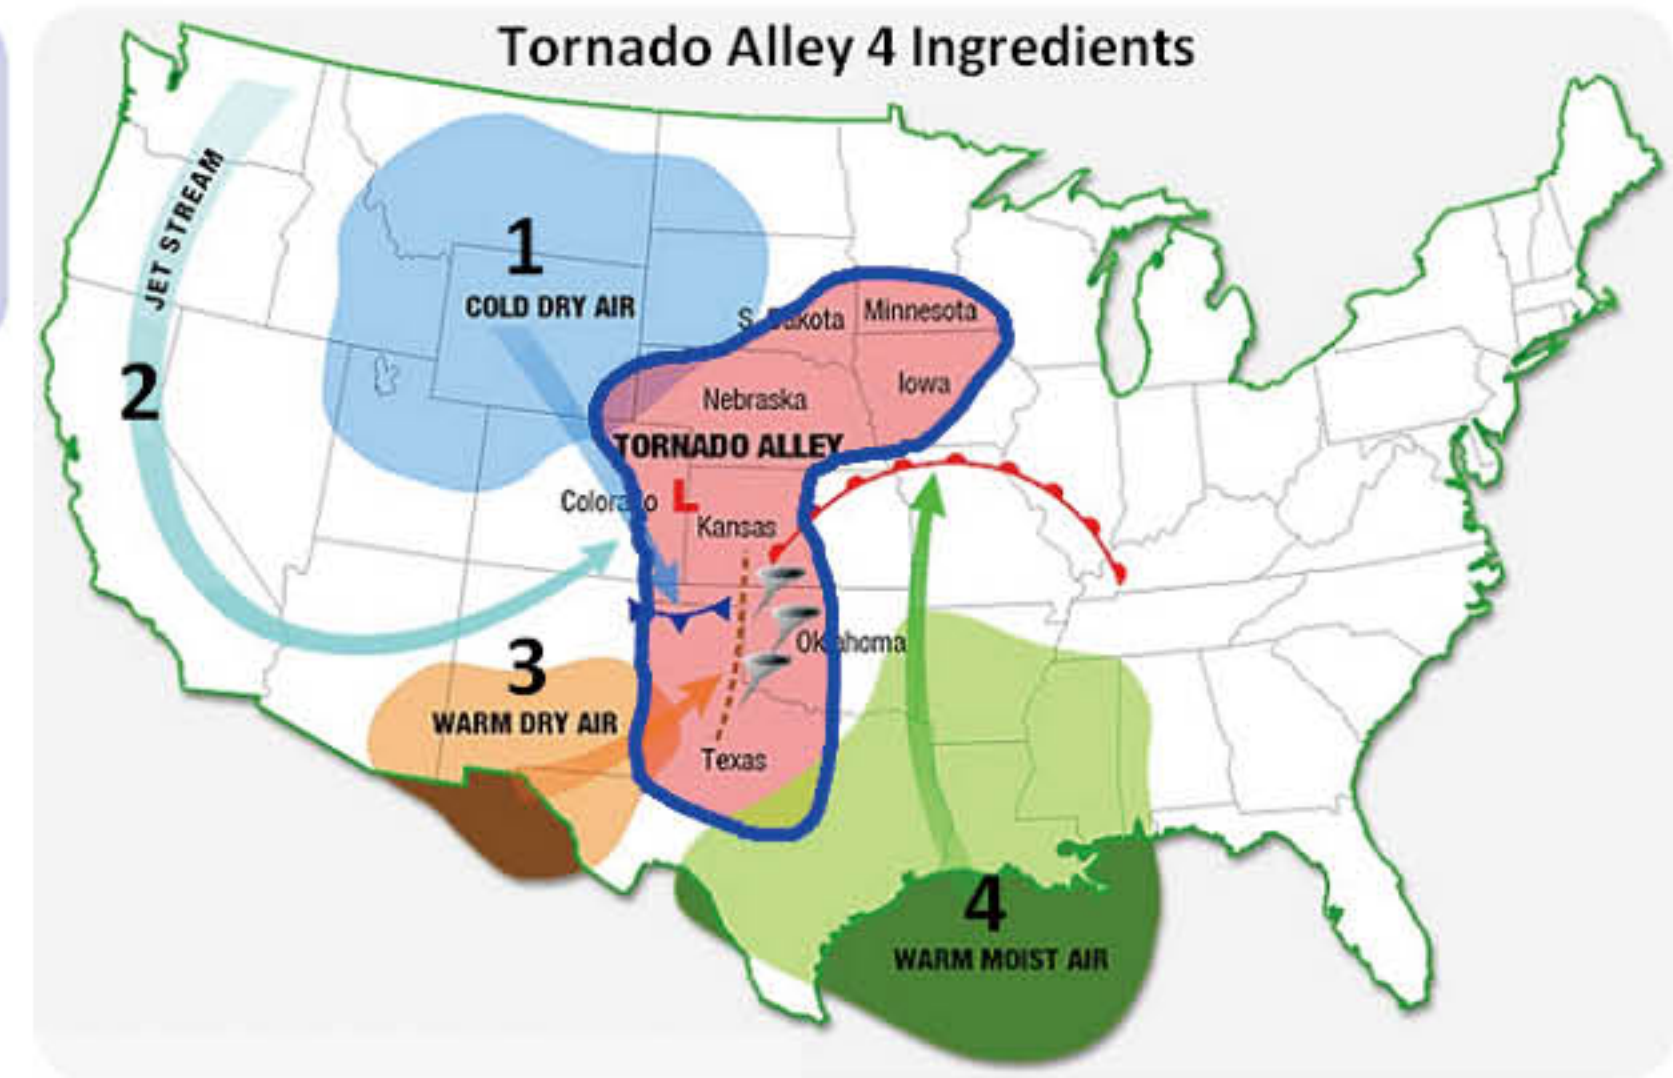 Tornado Alley 4 Ingredients
JET STREAM
1
COLD DRY AIR
2
S. Dakota
Minnesota
Iowa
Nebraska
TORNADO ALLEY
Colorado
L
Kansas
Oklahoma
3
WARM DRY AIR
Texas
4
WARM MOIST AIR